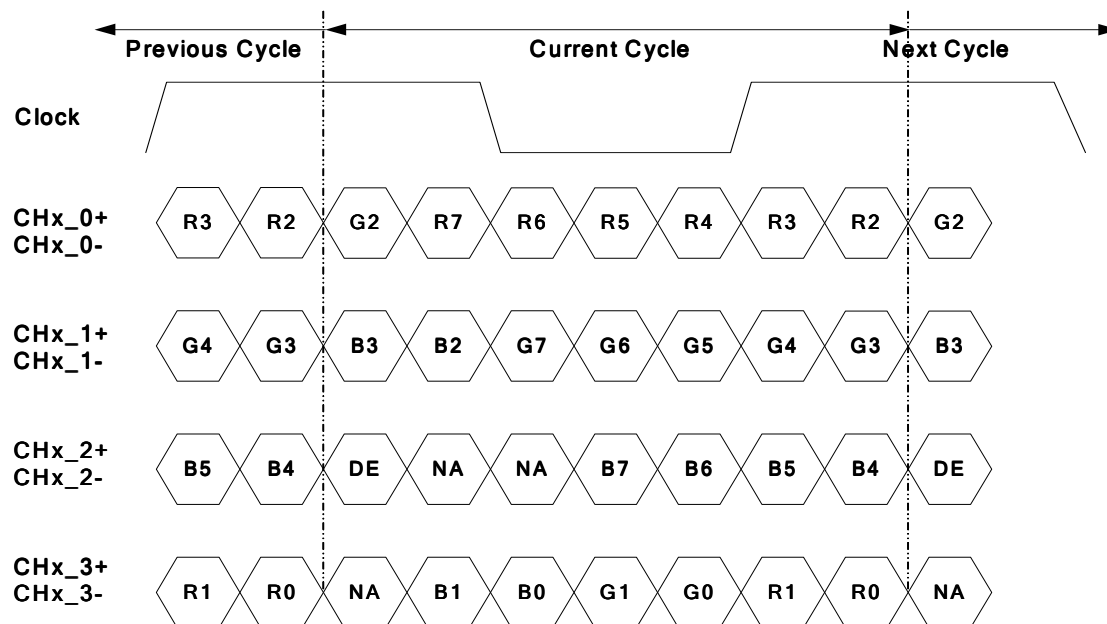 Previous Cycle Current Cycle Next Cycle
Clock
CHx_0+
CHx_0-
R3 R2 G2 R7 R6 R5 R4 R3 R2 G2
CHx_1+
CHx_1-
G4 G3 B3 B2 G7 G6 G5 G4 G3 B3
CHx_2+
CHx_2-
B5 B4 DE NA NA B7 B6 B5 B4 DE
CHx_3+
CHx_3-
R1 R0 NA B1 B0 G1 G0 R1 R0 NA